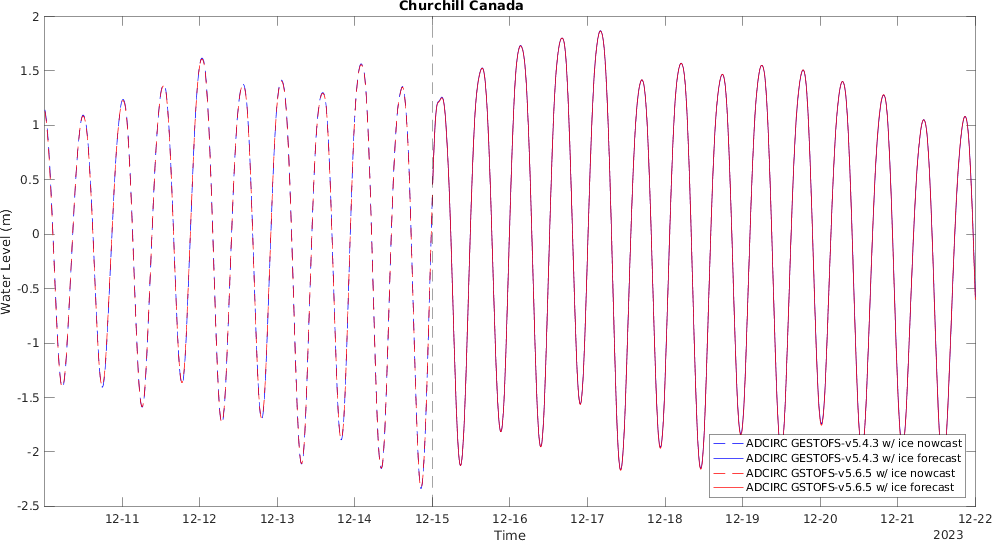 Churchill Canada
2
1.5
1
0.5
0
-0.5
-1
-1.5
-2
-2.5
Water Level (m)
12-11 12-12 12-13 12-14 12-15 12-16 12-17 12-18 12-19 12-20 12-21 12-22
Time
2023
ADCIRC GESTOFS-v5.4.3 w/ ice nowcast
ADCIRC GESTOFS-v5.4.3 w/ ice forecast
ADCIRC GSTOFS-v5.6.5 w/ ice nowcast
ADCIRC GSTOFS-v5.6.5 w/ ice forecast